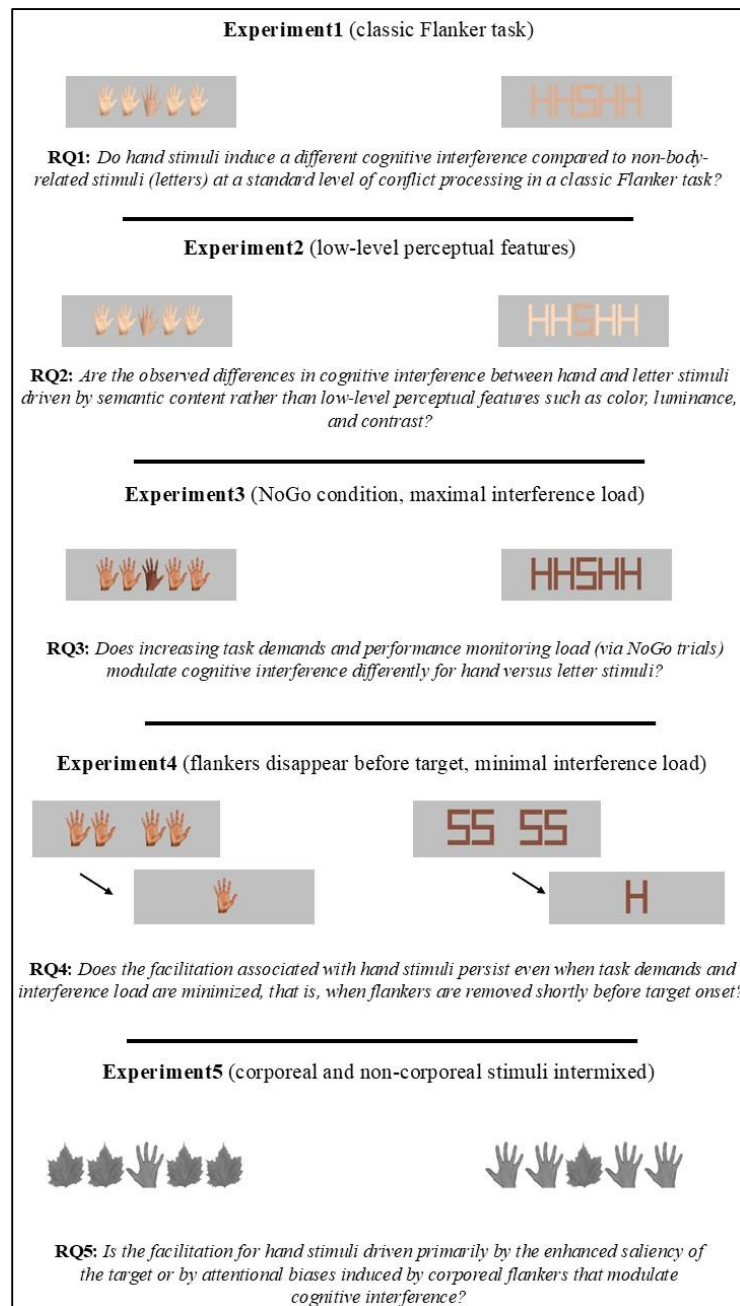 Experiment1 (classic Flanker task)
HHSHH
RQ1: Do hand stimuli induce a different cognitive interference compared to non-body-
related stimuli (letters) at a standard level of conflict processing in a classic Flanker task?
Experiment2 (low-level perceptual features)
HHSHH
RQ2: Are the observed differences in cognitive interference between hand and letter stimuli
driven by semantic content rather than low-level perceptual features such as color, luminance,
and contrast?
Experiment3 (NoGo condition, maximal interference load)
HHSHH
RQ3: Does increasing task demands and performance monitoring load (via NoGo trials)
modulate cognitive interference differently for hand versus letter stimuli?
Experiment4 (flankers disappear before target, minimal interference load)
SS SS
H
RQ4: Does the facilitation associated with hand stimuli persist even when task demands and
interference load are minimized, that is, when flankers are removed shortly before target onset?
Experiment5 (corporeal and non-corporeal stimuli intermixed)
RQ5: Is the facilitation for hand stimuli driven primarily by the enhanced saliency of
the target or by attentional biases induced by corporeal flankers that modulate
cognitive interference?